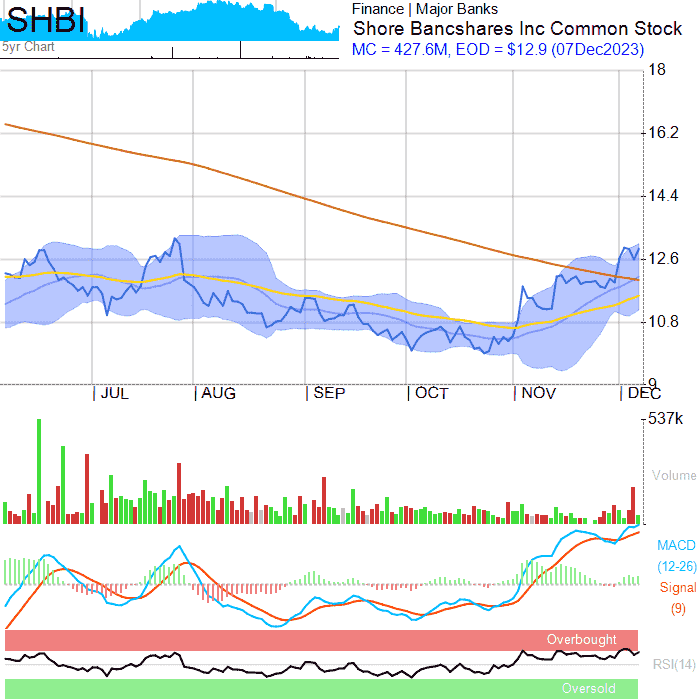 SHBI
5yr Chart
Finance | Major Banks
Shore Bancshares Inc Common Stock
MC = 427.6M, EOD = $12.9 (07Dec2023)
18
16.2
14.4
12.6
10.8
9
JUL AUG SEP OCT NOV DEC
537k
Volume
MACD
(12-26)
Signal
(9)
Overbought
RSI(14)
Oversold